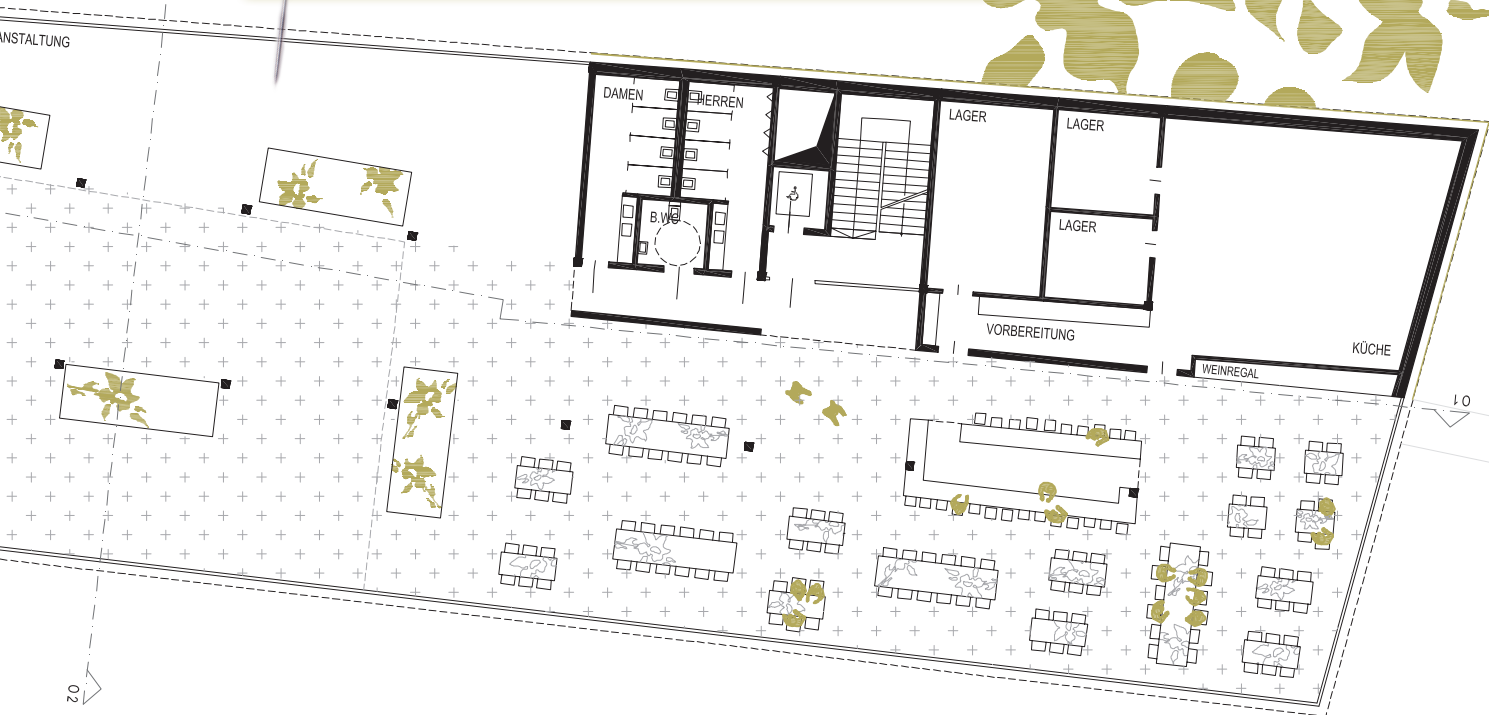 ANSTALTUNG
DAMEN
HERREN
LAGER
LAGER
LAGER
B.WC
VORBEREITUNG
KÜCHE
WEINREGAL
01
02